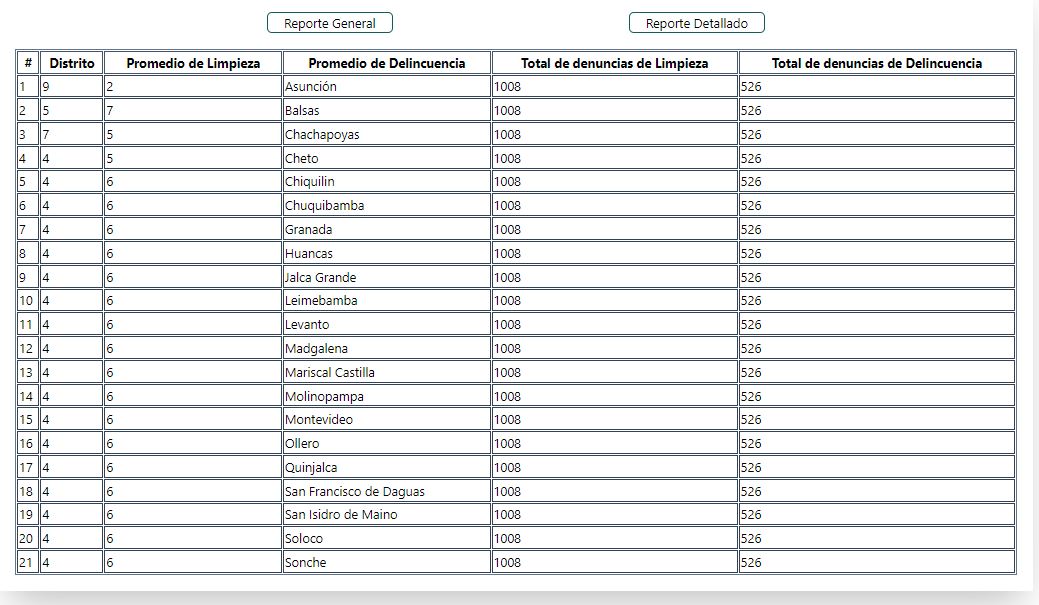 Reporte General Reporte Detallado
# Distrito Promedio de Limpieza Promedio de Delincuencia Total de denuncias de Limpieza Total de denuncias de Delincuencia
1 9 2 Asunción 1008 526
2 5 7 Balsas 1008 526
3 7 5 Chachapoyas 1008 526
4 4 5 Cheto 1008 526
5 4 6 Chiquilin 1008 526
6 4 6 Chuquibamba 1008 526
7 4 6 Granada 1008 526
8 4 6 Huancas 1008 526
9 4 6 Jalca Grande 1008 526
10 4 6 Leimebamba 1008 526
11 4 6 Levanto 1008 526
12 4 6 Madgalena 1008 526
13 4 6 Mariscal Castilla 1008 526
14 4 6 Molinopampa 1008 526
15 4 6 Montevideo 1008 526
16 4 6 Ollero 1008 526
17 4 6 Quinjalca 1008 526
18 4 6 San Francisco de Daguas 1008 526
19 4 6 San Isidro de Maino 1008 526
20 4 6 Soloco 1008 526
21 4 6 Sonche 1008 526